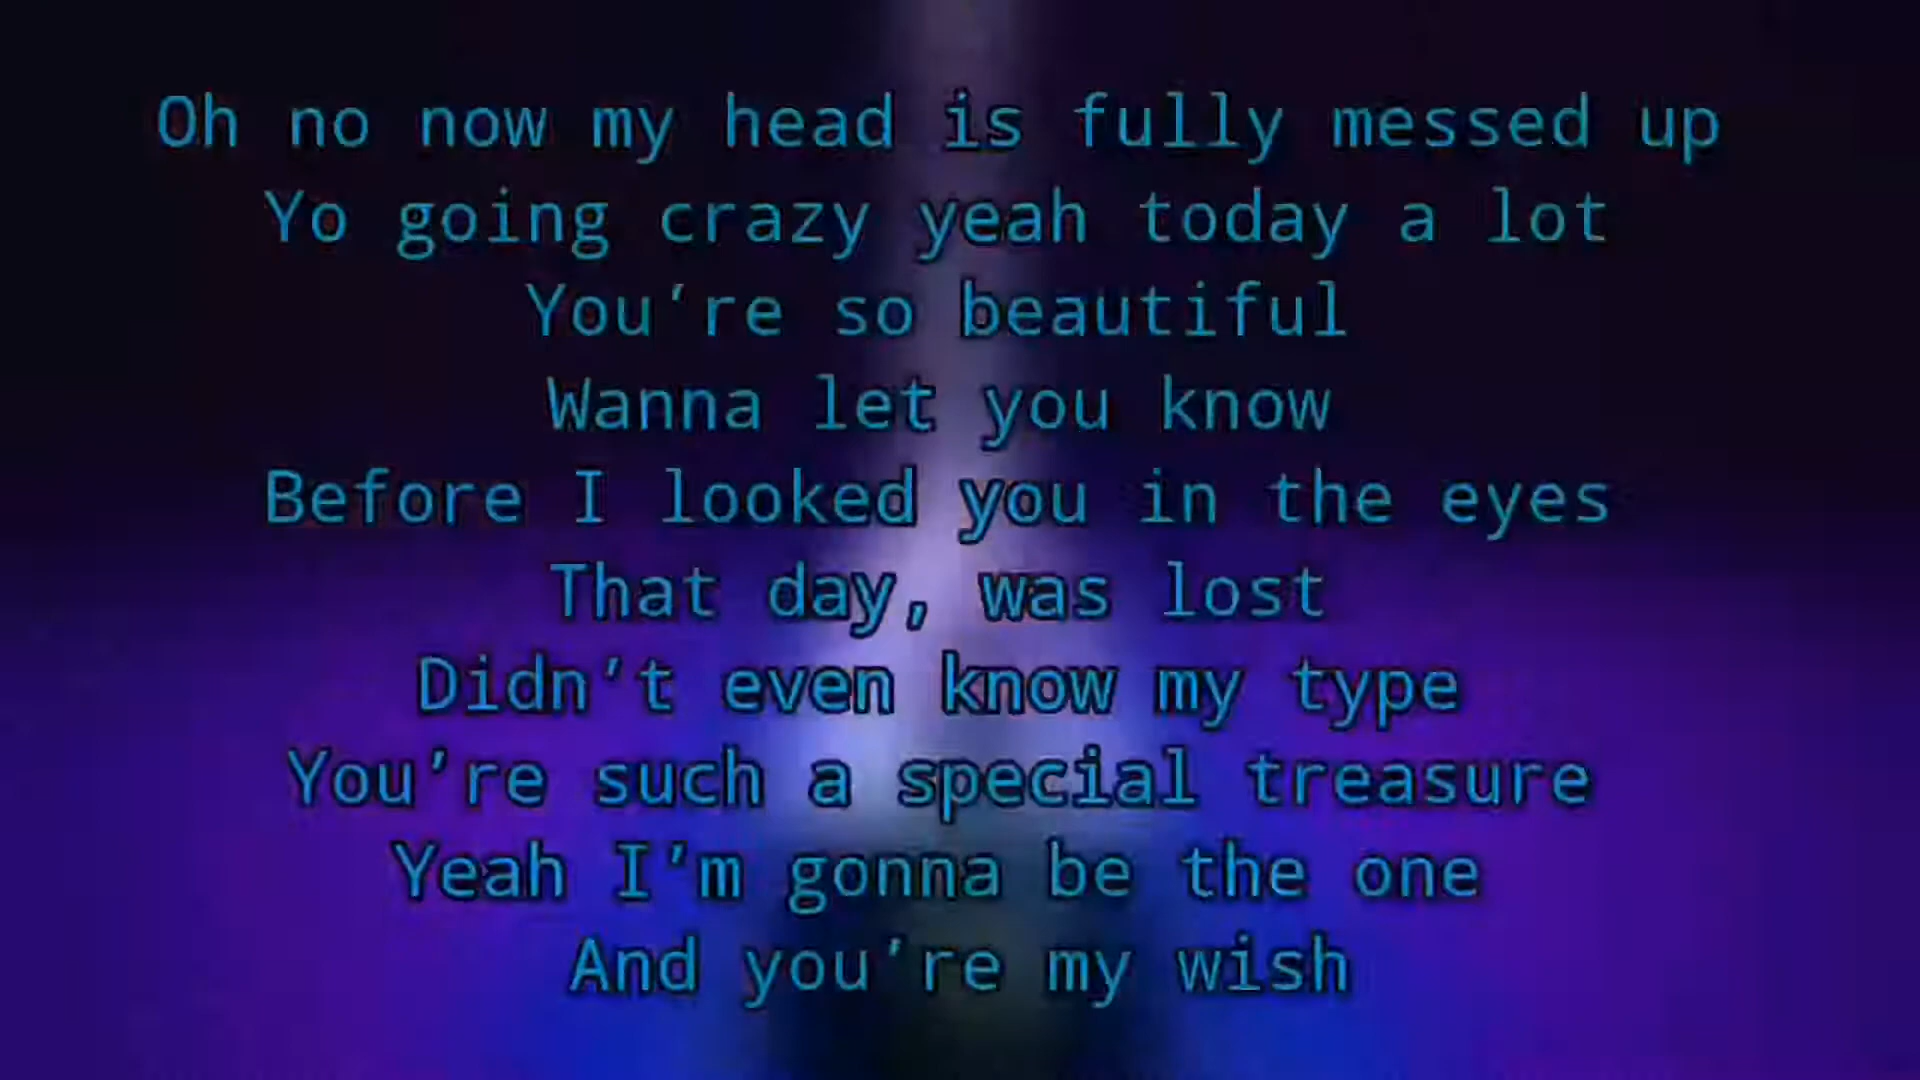 Oh no now my head is fully messed up
Yo going crazy yeah today a lot
You're so beautiful
Wanna let you know
Before I looked you in the eyes
That day, was lost
Didn't even know my type
You're such a special treasure
Yeah I'm gonna be the one
And you're my wish